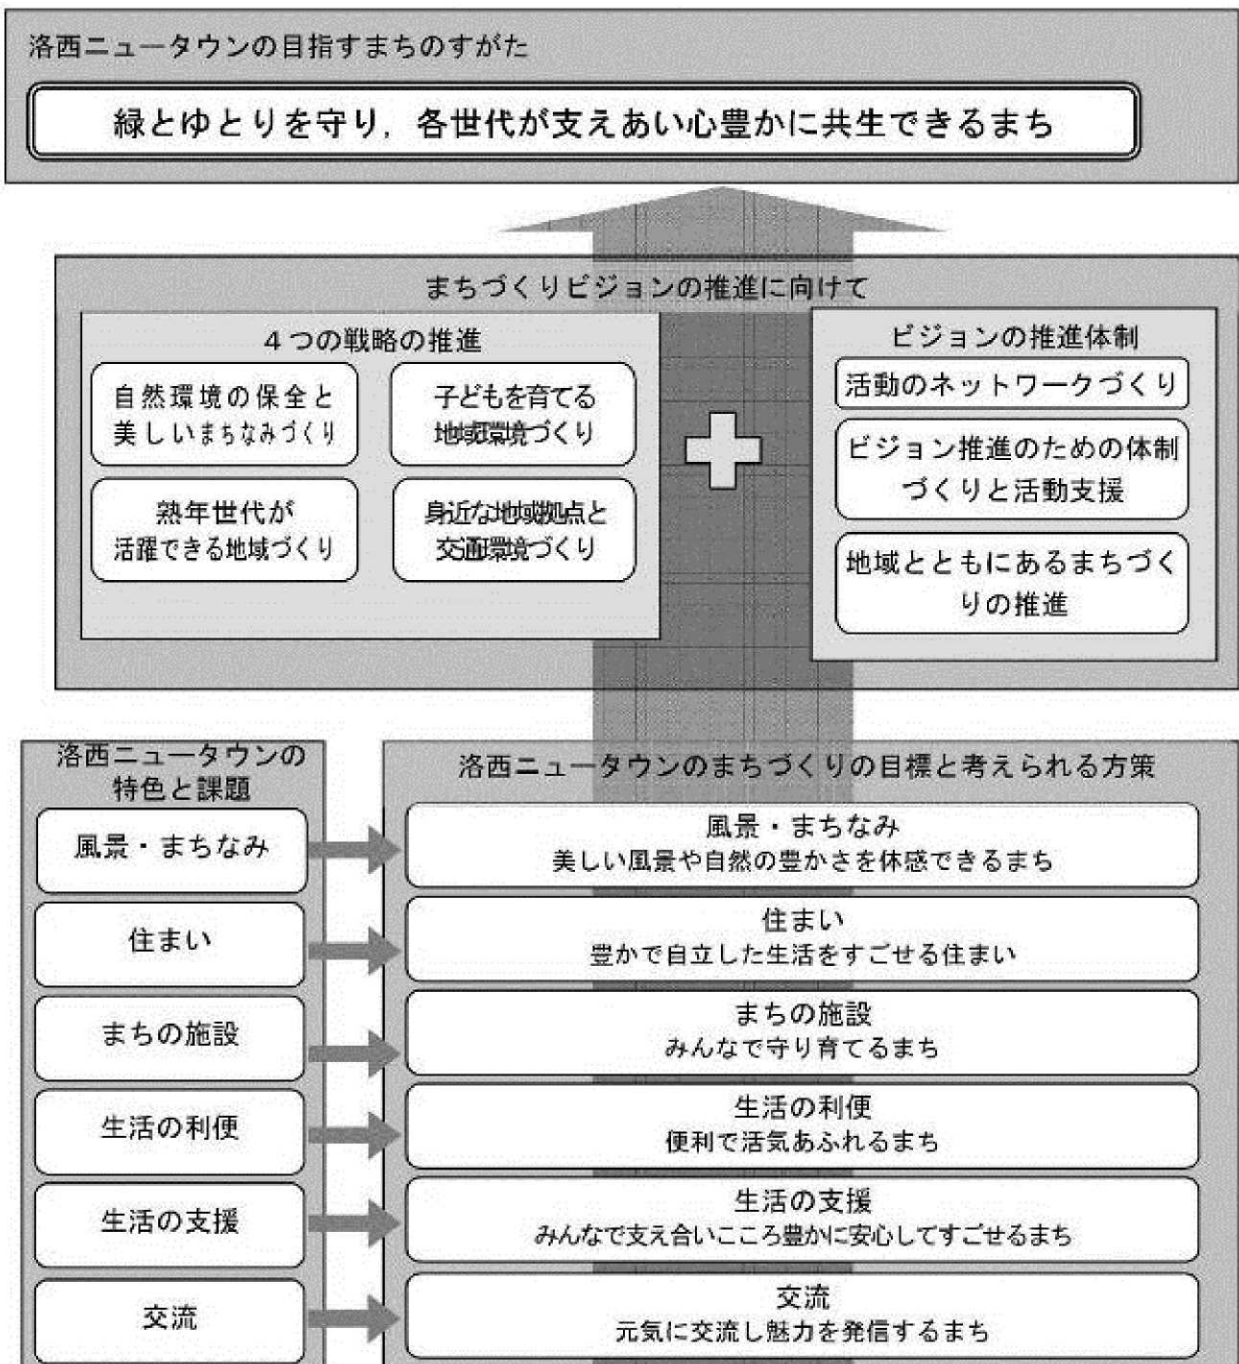 洛西ニュータウンの目指すまちのすがた
緑とゆとりを守り，各世代が支えあい心豊かに共生できるまち
まちづくりビジョンの推進に向けて
４つの戦略の推進
自然環境の保全と
美しいまちなみづくり
子どもを育てる
地域環境づくり
熟年世代が
活躍できる地域づくり
身近な地域拠点と
交通環境づくり
ビジョンの推進体制
活動のネットワークづくり
ビジョン推進のための体制
づくりと活動支援
地域とともにあるまちづく
りの推進
洛西ニュータウンの
特色と課題
風景・まちなみ
住まい
まちの施設
生活の利便
生活の支援
交流
洛西ニュータウンのまちづくりの目標と考えられる方策
風景・まちなみ
美しい風景や自然の豊かさを体感できるまち
住まい
豊かで自立した生活をすごせる住まい
まちの施設
みんなで守り育てるまち
生活の利便
便利で活気あふれるまち
生活の支援
みんなで支え合いこころ豊かに安心してすごせるまち
交流
元気に交流し魅力を発信するまち